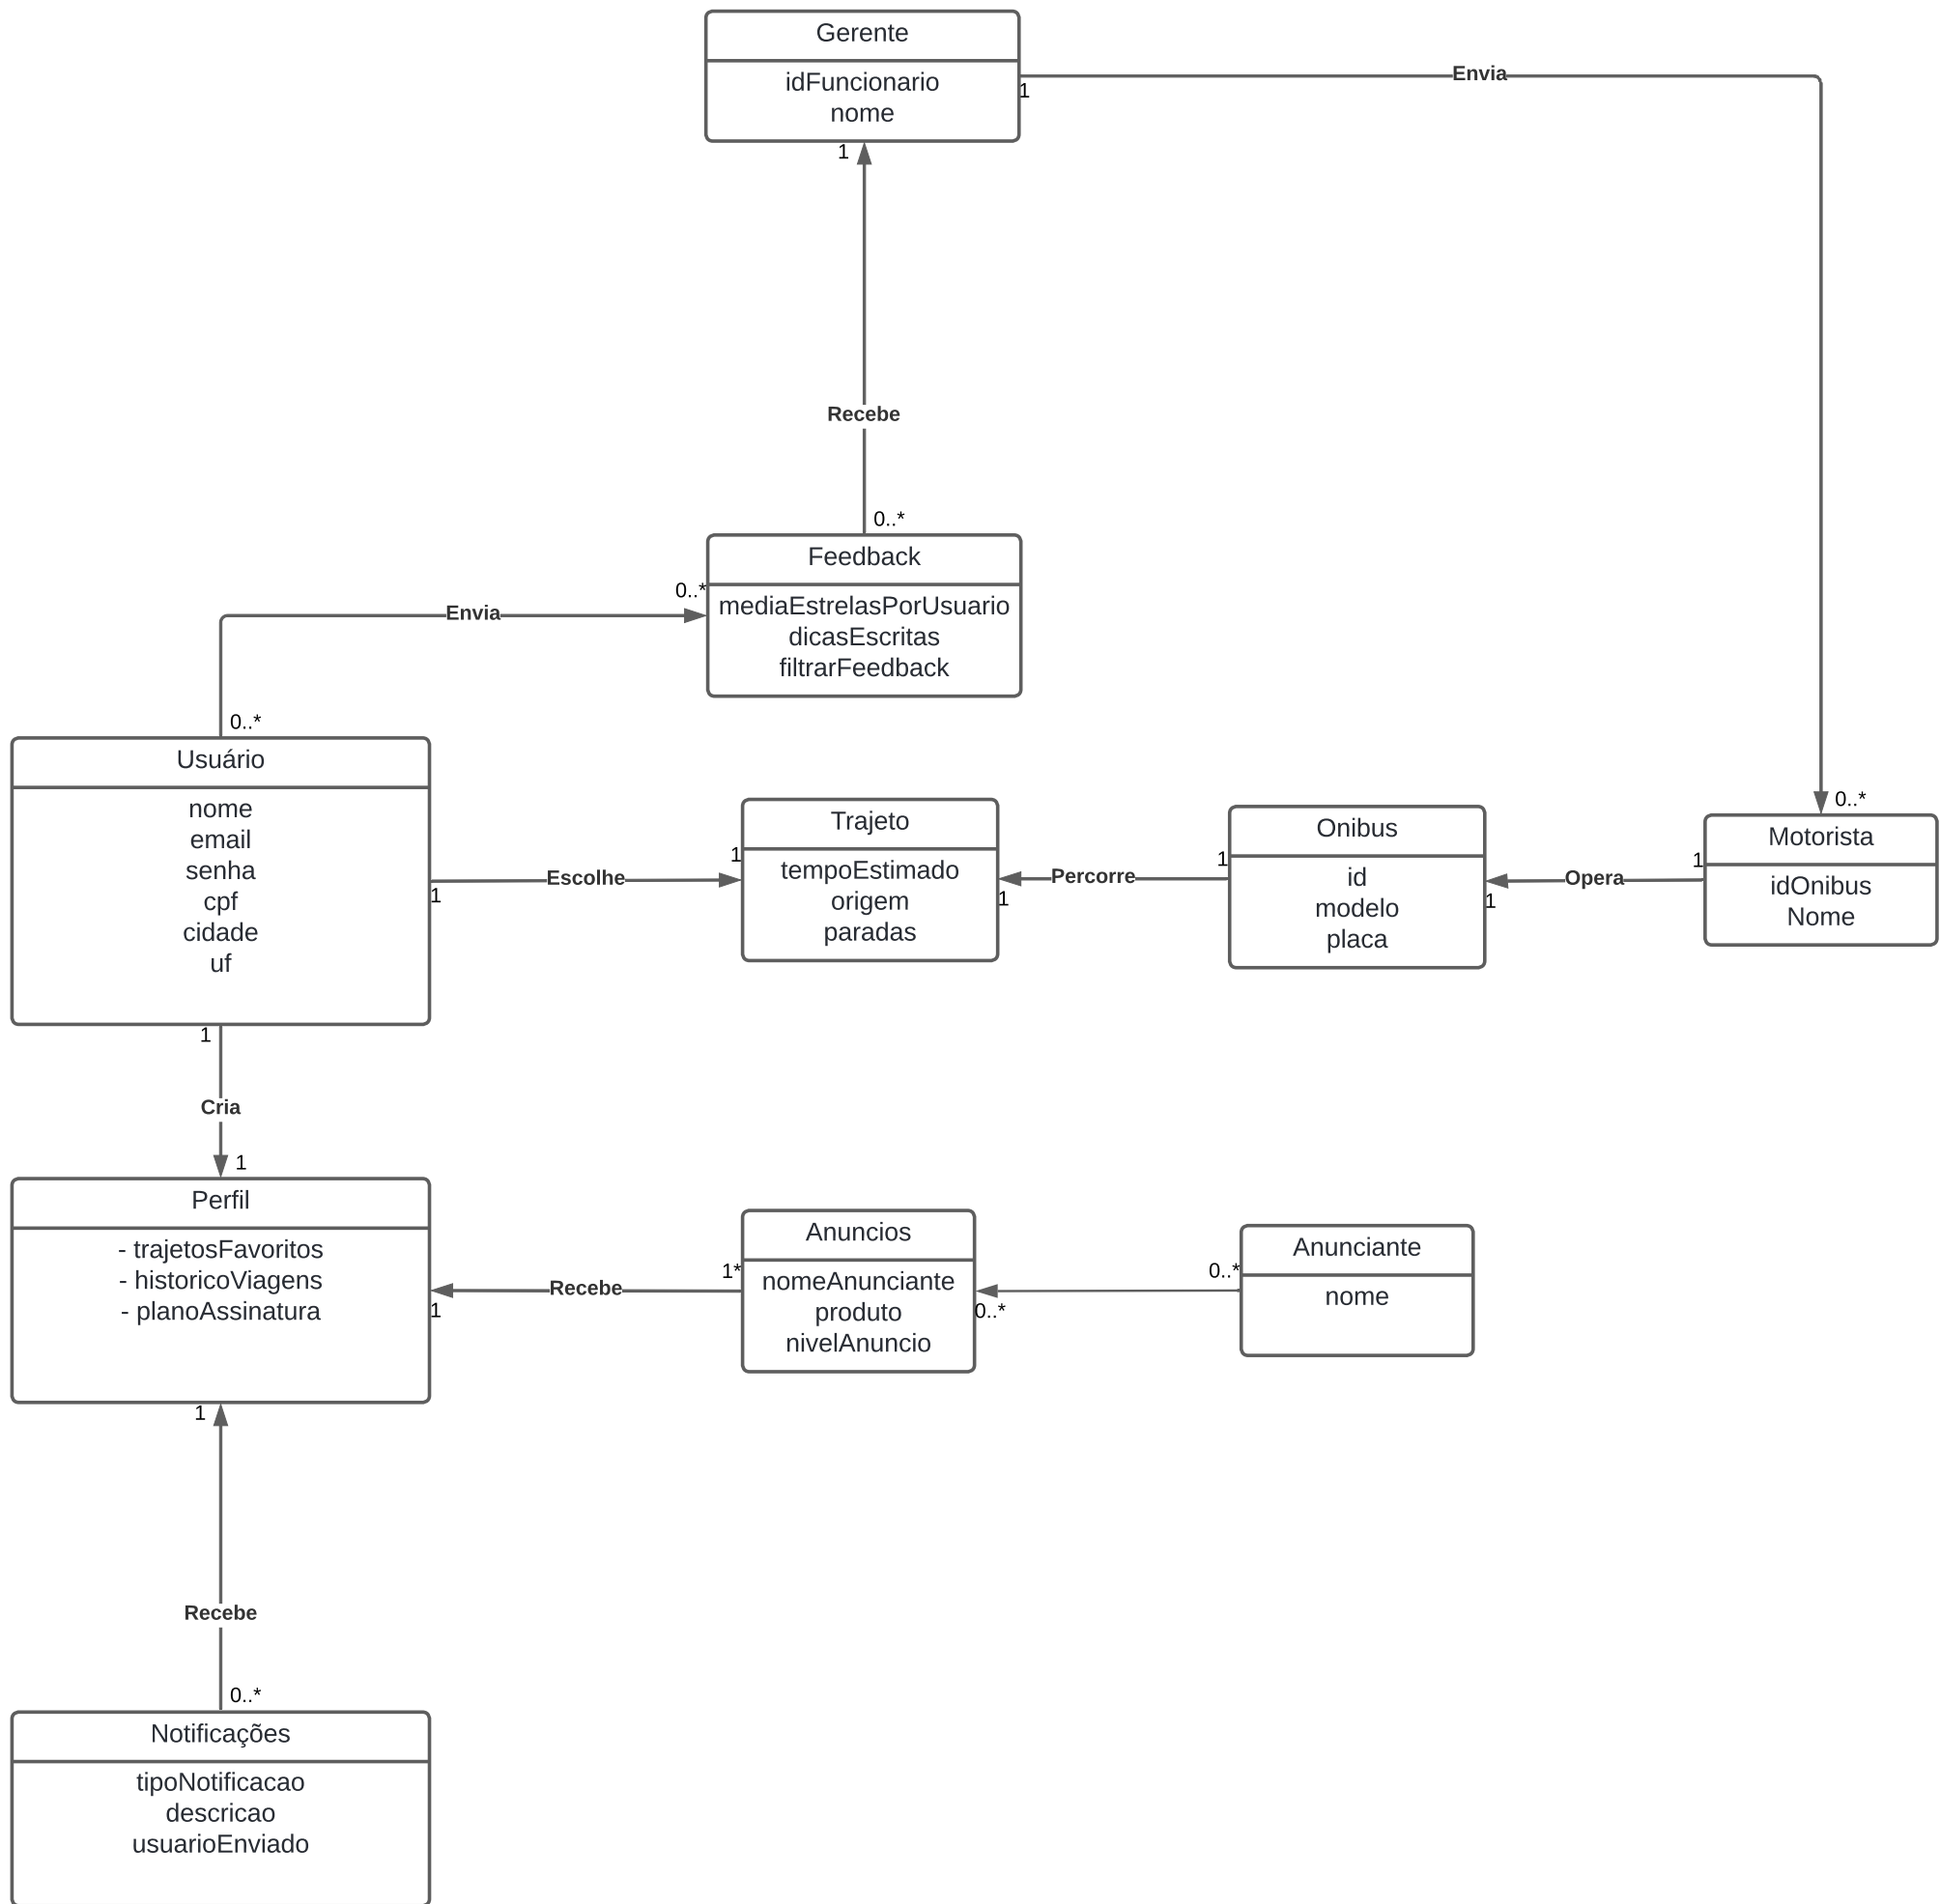 Gerente
idFuncionario
nome
1
Envia
1
Recebe
0..*
Feedback
mediaEstrelasPorUsuario
dicasEscritas
filtrarFeedback
0..*
Envia
0..*
Usuário
nome
email
senha
cpf
cidade
uf
1
Escolhe
1
Trajeto
tempoEstimado
origem
paradas
1
Percorre
1
Onibus
id
modelo
placa
1
Opera
1
0..*
Motorista
idOnibus
Nome
1
Cria
1
Perfil
- trajetosFavoritos
- historicoViagens
- planoAssinatura
1
Recebe
1*
Anuncios
nomeAnunciante
produto
nivelAnuncio
0..*
0..*
Anunciante
nome
1
Recebe
0..*
Notificações
tipoNotificacao
descricao
usuarioEnviado